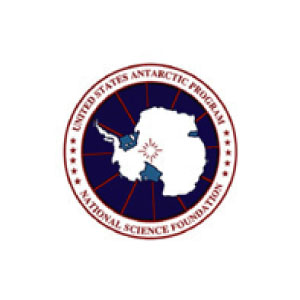 UNITED STATES ANTARCTIC PROGRAM
NATIONAL SCIENCE FOUNDATION